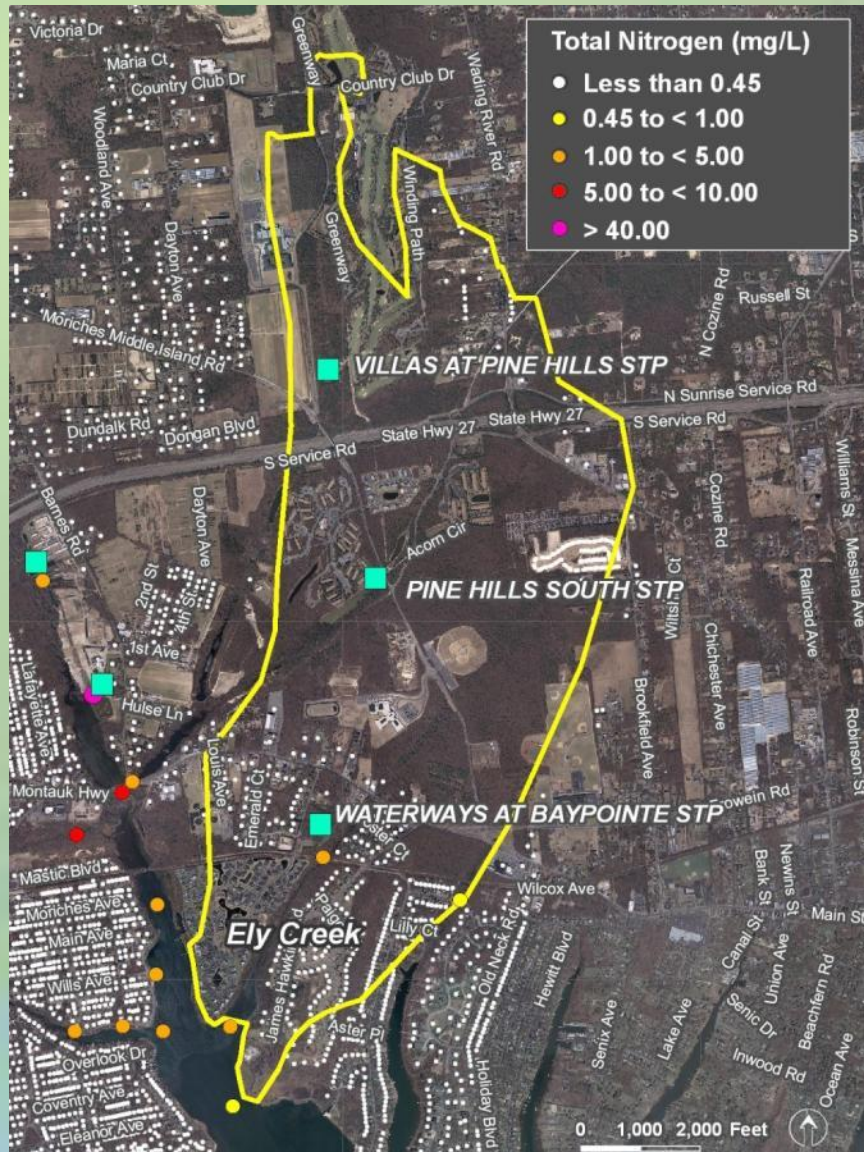 Total Nitrogen (mg/L)
Less than 0.45
0.45 to < 1.00
1.00 to < 5.00
5.00 to < 10.00
> 40.00
Victoria Dr
Maria Ct
Country Club Dr
Greenway
Country Club Dr
Wading River Rd
Woodland Ave
Dayton Ave
Greenway
Winding Path
Moriches Middle Island Rd
N Cozine Rd
Russell St
VILLAS AT PINE HILLS STP
N Sunrise Service Rd
State Hwy 27
State Hwy 27
S Service Rd
Dundalk Rd
Dongan Blvd
S Service Rd
Barnes Rd
Dayton Ave
Cozine Rd
Williams St
Messina Ave
Acorn Cir
2nd St
4th St
PINE HILLS SOUTH STP
Railroad Ave
1st Ave
Chichester Ave
Lafayette Ave
Hulse Ln
Brookfield Ave
Robinson St
Louis Ave
Montauk Hwy
Emerald Ct
WATERWAYS AT BAYPOINTE STP
Mastic Blvd
Wilcox Ave
Bank St
Newins St
Main St
Moriches Ave
Main Ave
Lilly Ct
Ely Creek
Old Neck Rd
Hewitt Blvd
Canal St
Union Ave
Beachfern Rd
Wills Ave
Aster Pl
Senix Ave
Lake Ave
Senic Dr
Inwood Rd
Ocean Ave
Overlook Dr
Coventry Ave
Eleanor Ave
Holiday Blvd
0 1,000 2,000 Feet